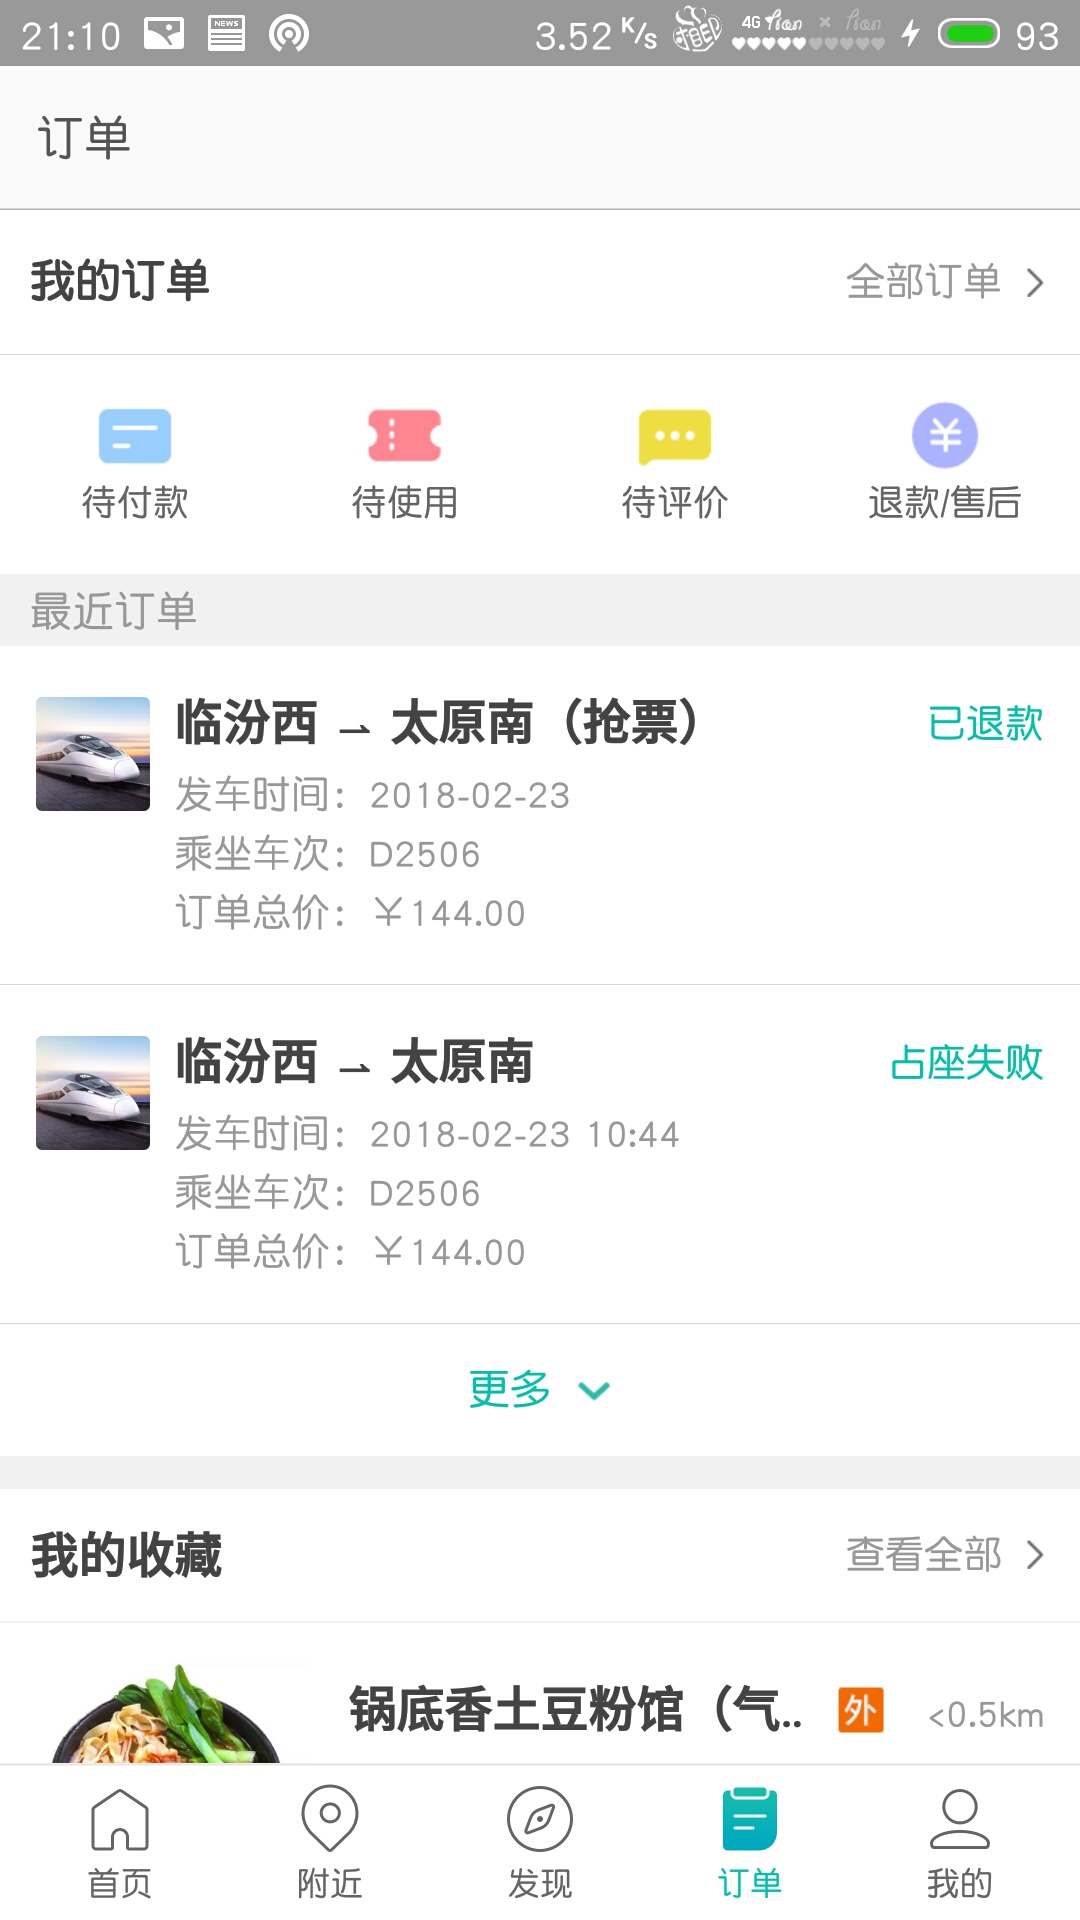 21:10 NEWS 3.52 K/s 4G lian × lian 93
订单
我的订单 全部订单
待付款 待使用 待评价 退款/售后
最近订单
临汾西 ⇀ 太原南（抢票） 已退款
发车时间：2018-02-23
乘坐车次：D2506
订单总价：￥144.00
临汾西 ⇀ 太原南 占座失败
发车时间：2018-02-23 10:44
乘坐车次：D2506
订单总价：￥144.00
更多
我的收藏 查看全部
锅底香土豆粉馆（气.. 外 <0.5km
首页 附近 发现 订单 我的